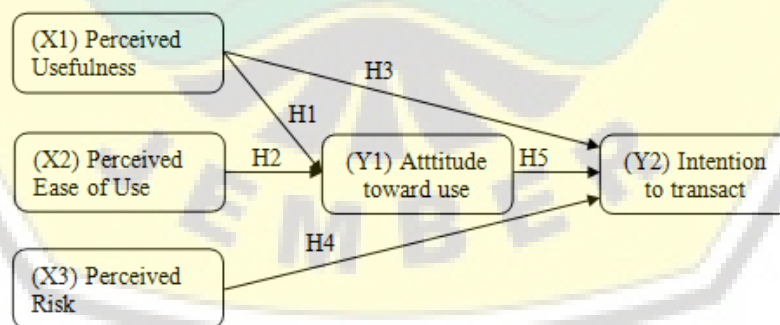 (X1) Perceived
Usefulness
H3
H1
(X2) Perceived
Ease of Use
H2
(Y1) Atttitude
toward use
H5
(Y2) Intention
to transact
H4
(X3) Perceived
Risk
EMBER